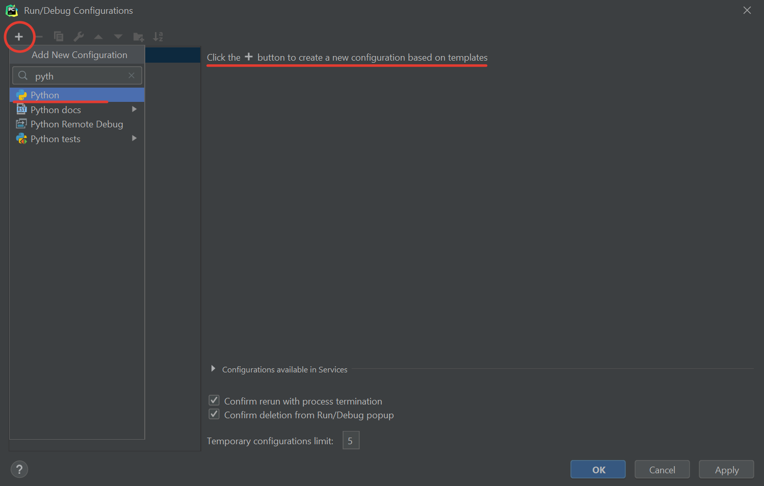 Run/Debug Configurations
Add New Configuration
pyth
Python
Python docs
Python Remote Debug
Python tests
Click the + button to create a new configuration based on templates
Configurations available in Services
Confirm rerun with process termination
Confirm deletion from Run/Debug popup
Temporary configurations limit: 5
? OK Cancel Apply